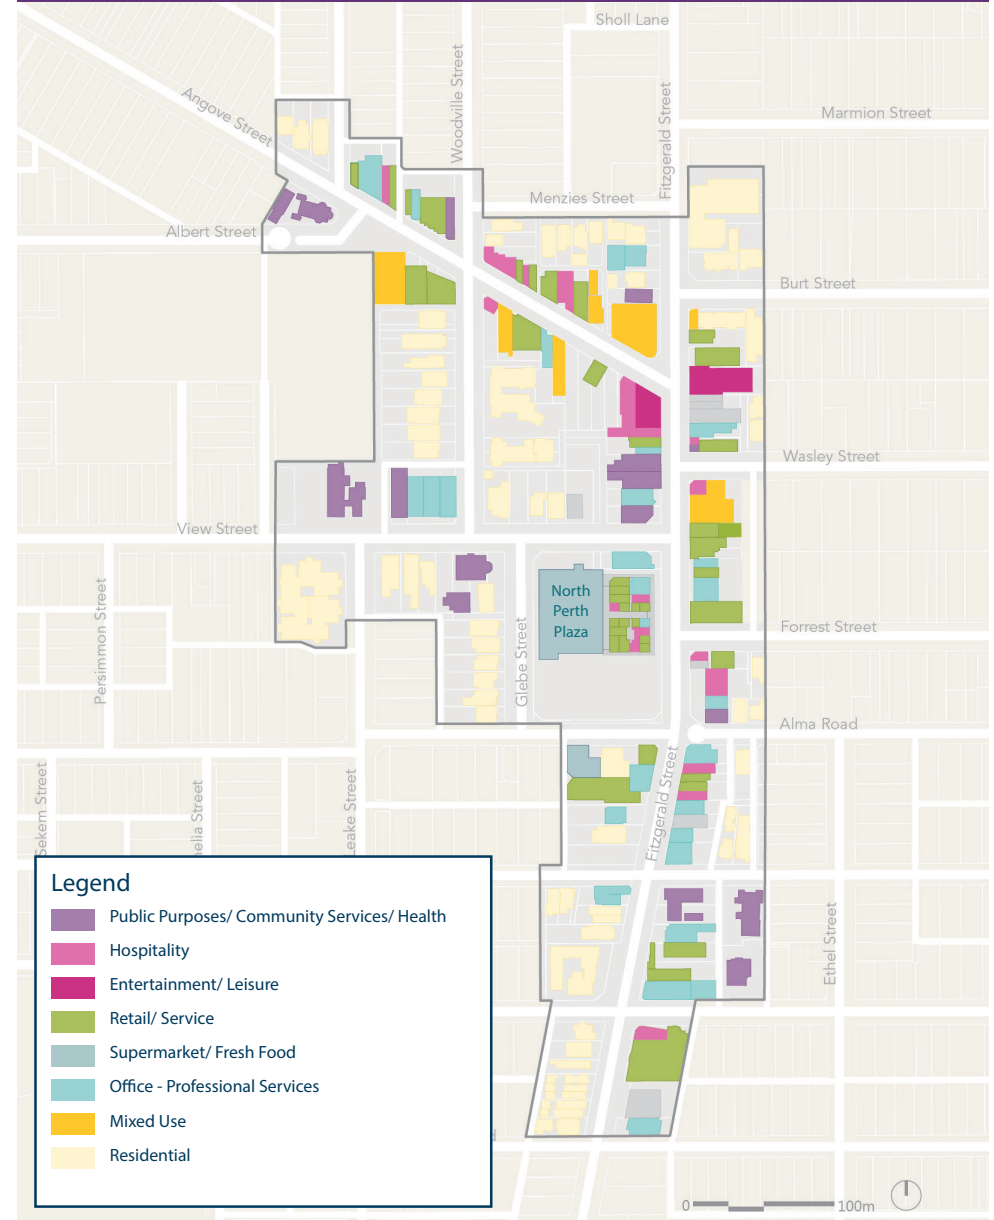 Sholl Lane
Woodville Street
Fitzgerald Street
Angove Street
Marmion Street
Menzies Street
Albert Street
Burt Street
Wasley Street
View Street
North
Perth
Plaza
Persimmon Street
Glebe Street
Forrest Street
Alma Road
Sekem Street
Leake Street
Fitzgerald Street
Ethel Street
Legend
Public Purposes/ Community Services/ Health
Hospitality
Entertainment/ Leisure
Retail/ Service
Supermarket/ Fresh Food
Office - Professional Services
Mixed Use
Residential
0 100m